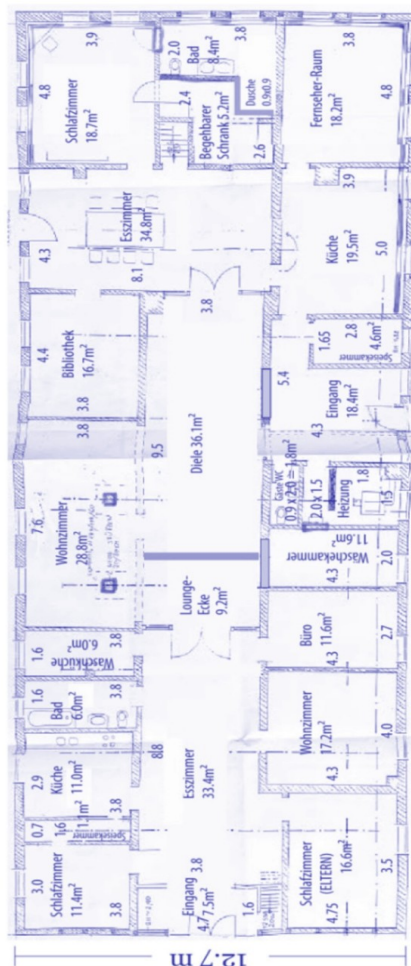 3.9
4.8
Schlafzimmer
18.7m²
2.0
Bad
8.4m²
3.8
2.4
Begehbarer
Schrank 5.2m²
Dusche
0.9x0.9
2.6
3.8
Fernseher-Raum
18.2m²
4.8
4.3
Esszimmer
34.8m²
8.1
3.9
Küche
19.5m²
5.0
3.8
4.4
Bibliothek
16.7m²
3.8
1.65
2.8
4.6m²
Speisekammer
5.4
Eingang
18.4m²
4.3
3.8
9.5
Diele 36.1m²
7.6
Wohnzimmer
28.8m²
Gäste WC
0.9 x 2.0 = 1.8m²
2.0 x 1.5
Heizung
1.8
1.5
Wäschekammer
11.6m²
4.3
2.0
Lounge-
Ecke
9.2m²
1.6
Waschküche
6.0m²
3.8
Büro
11.6m²
4.3
2.7
1.6
Bad
6.0m²
3.8
8.8
Esszimmer
33.4m²
Wohnzimmer
17.2m²
4.3
4.0
2.9
Küche
11.0m²
3.8
0.7
1.6
1.1m²
Speisekammer
3.0
Schlafzimmer
11.4m²
3.8
3.8
Eingang
7.5m²
4.7
1.6
Schlafzimmer
(ELTERN)
16.6m²
4.75
3.5
12.7 m